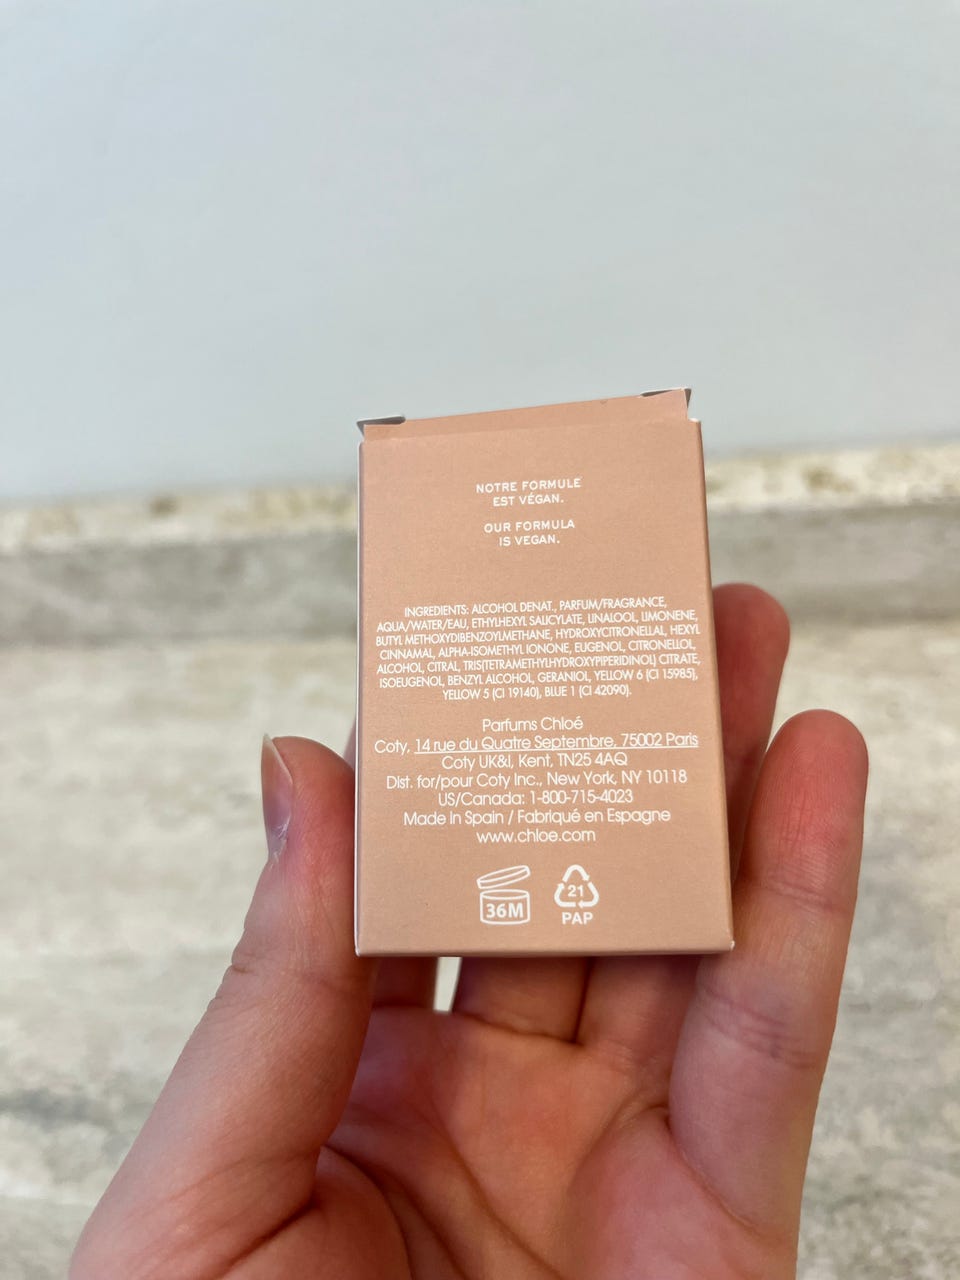 NOTRE FORMULE
EST VÉGAN.
OUR FORMULA
IS VEGAN.
INGREDIENTS: ALCOHOL DENAT., PARFUM/FRAGRANCE,
AQUA/WATER/EAU, ETHYLHEXYL SALICYLATE, LINALOOL, LIMONENE,
BUTYL METHOXYDIBENZOYLMETHANE, HYDROXYCITRONELLAL, HEXYL
CINNAMAL, ALPHA-ISOMETHYL IONONE, EUGENOL, CITRONELLOL,
ALCOHOL, CITRAL, TRIS(TETRAMETHYLHYDROXYPIPERIDINOL) CITRATE,
ISOEUGENOL, BENZYL ALCOHOL, GERANIOL, YELLOW 6 (CI 15985),
YELLOW 5 (CI 19140), BLUE 1 (CI 42090).
Parfums Chloé
Coty, 14 rue du Quatre Septembre, 75002 Paris
Coty UK&I, Kent, TN25 4AQ
Dist. for/pour Coty Inc., New York, NY 10118
US/Canada: 1-800-715-4023
Made in Spain / Fabriqué en Espagne
www.chloe.com
36M
21
PAP